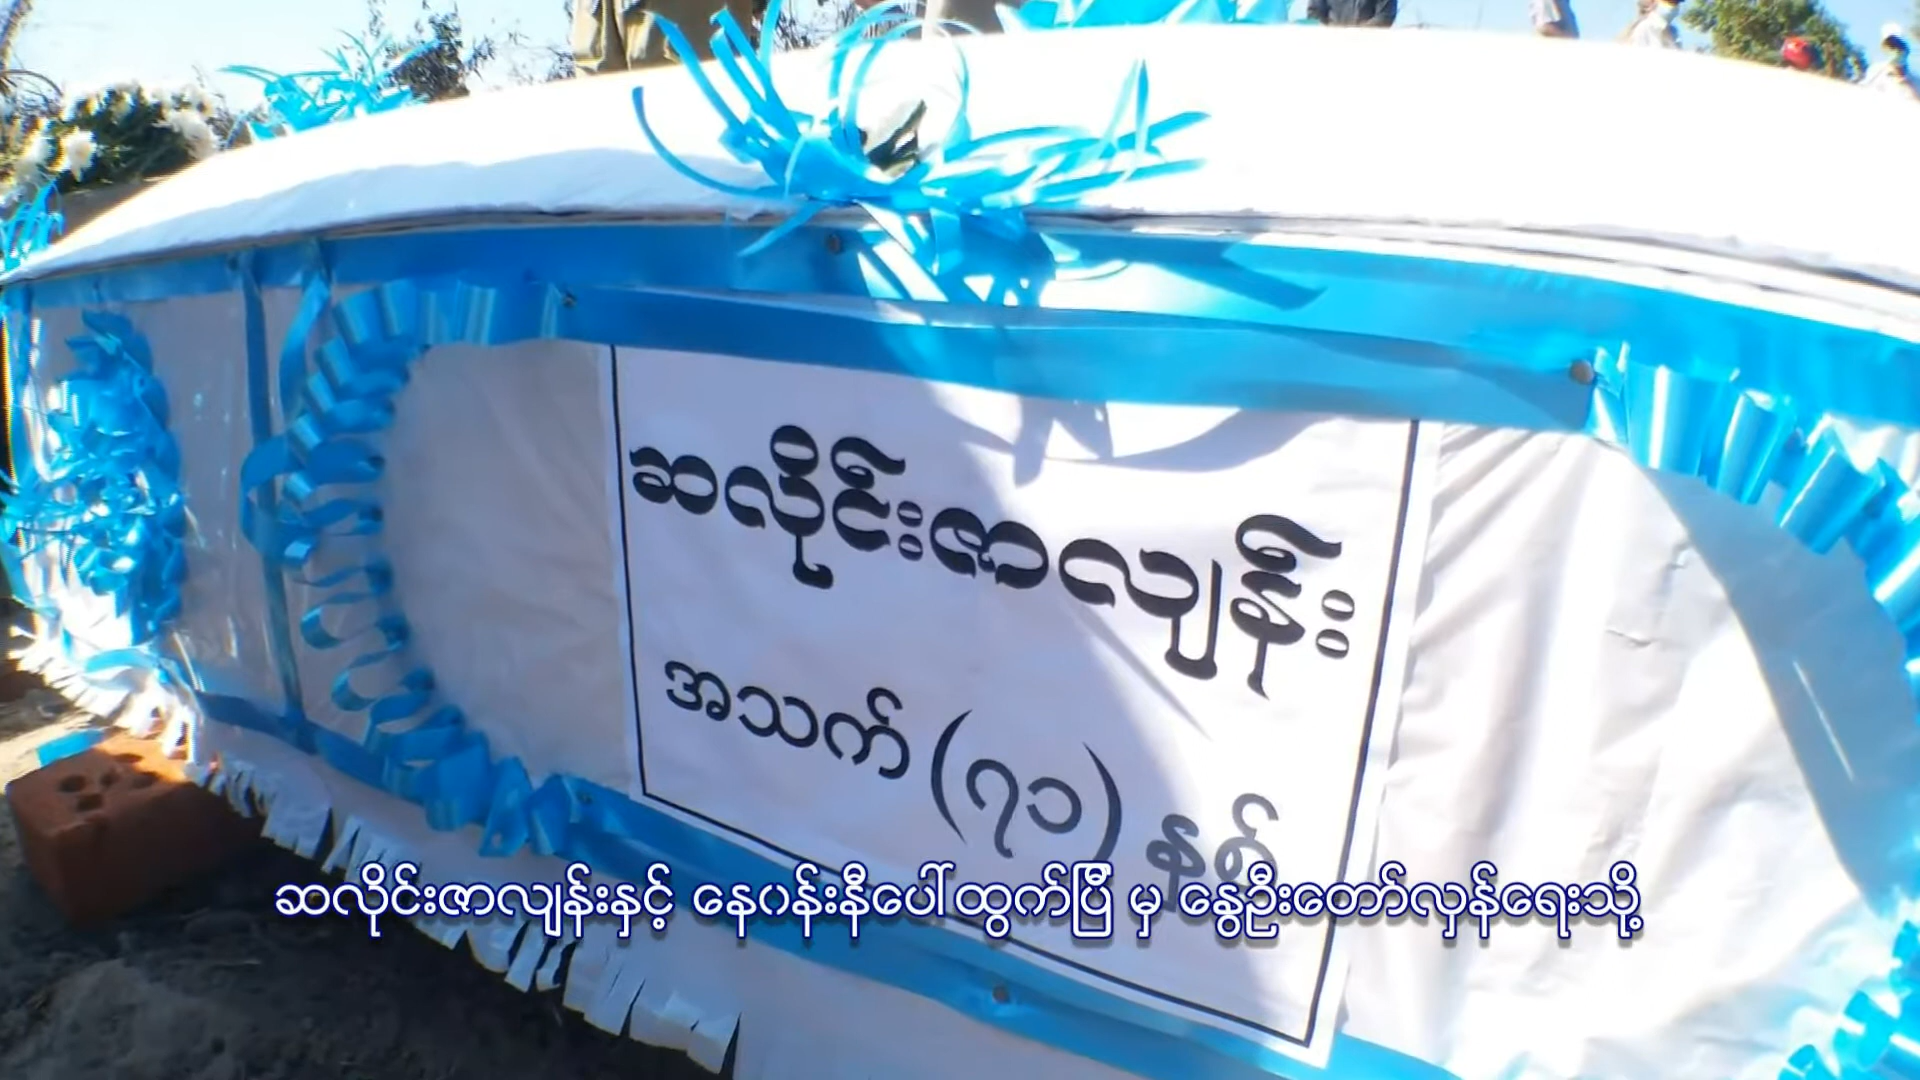 ဆလိုင်းဇာလျန်း
အသက် (၇၁) နှစ်
ဆလိုင်းဇာလျန်းနှင့် နေဝန်းနီပေါ်ထွက်ပြီ မှ နွေဦးတော်လှန်ရေးသို့